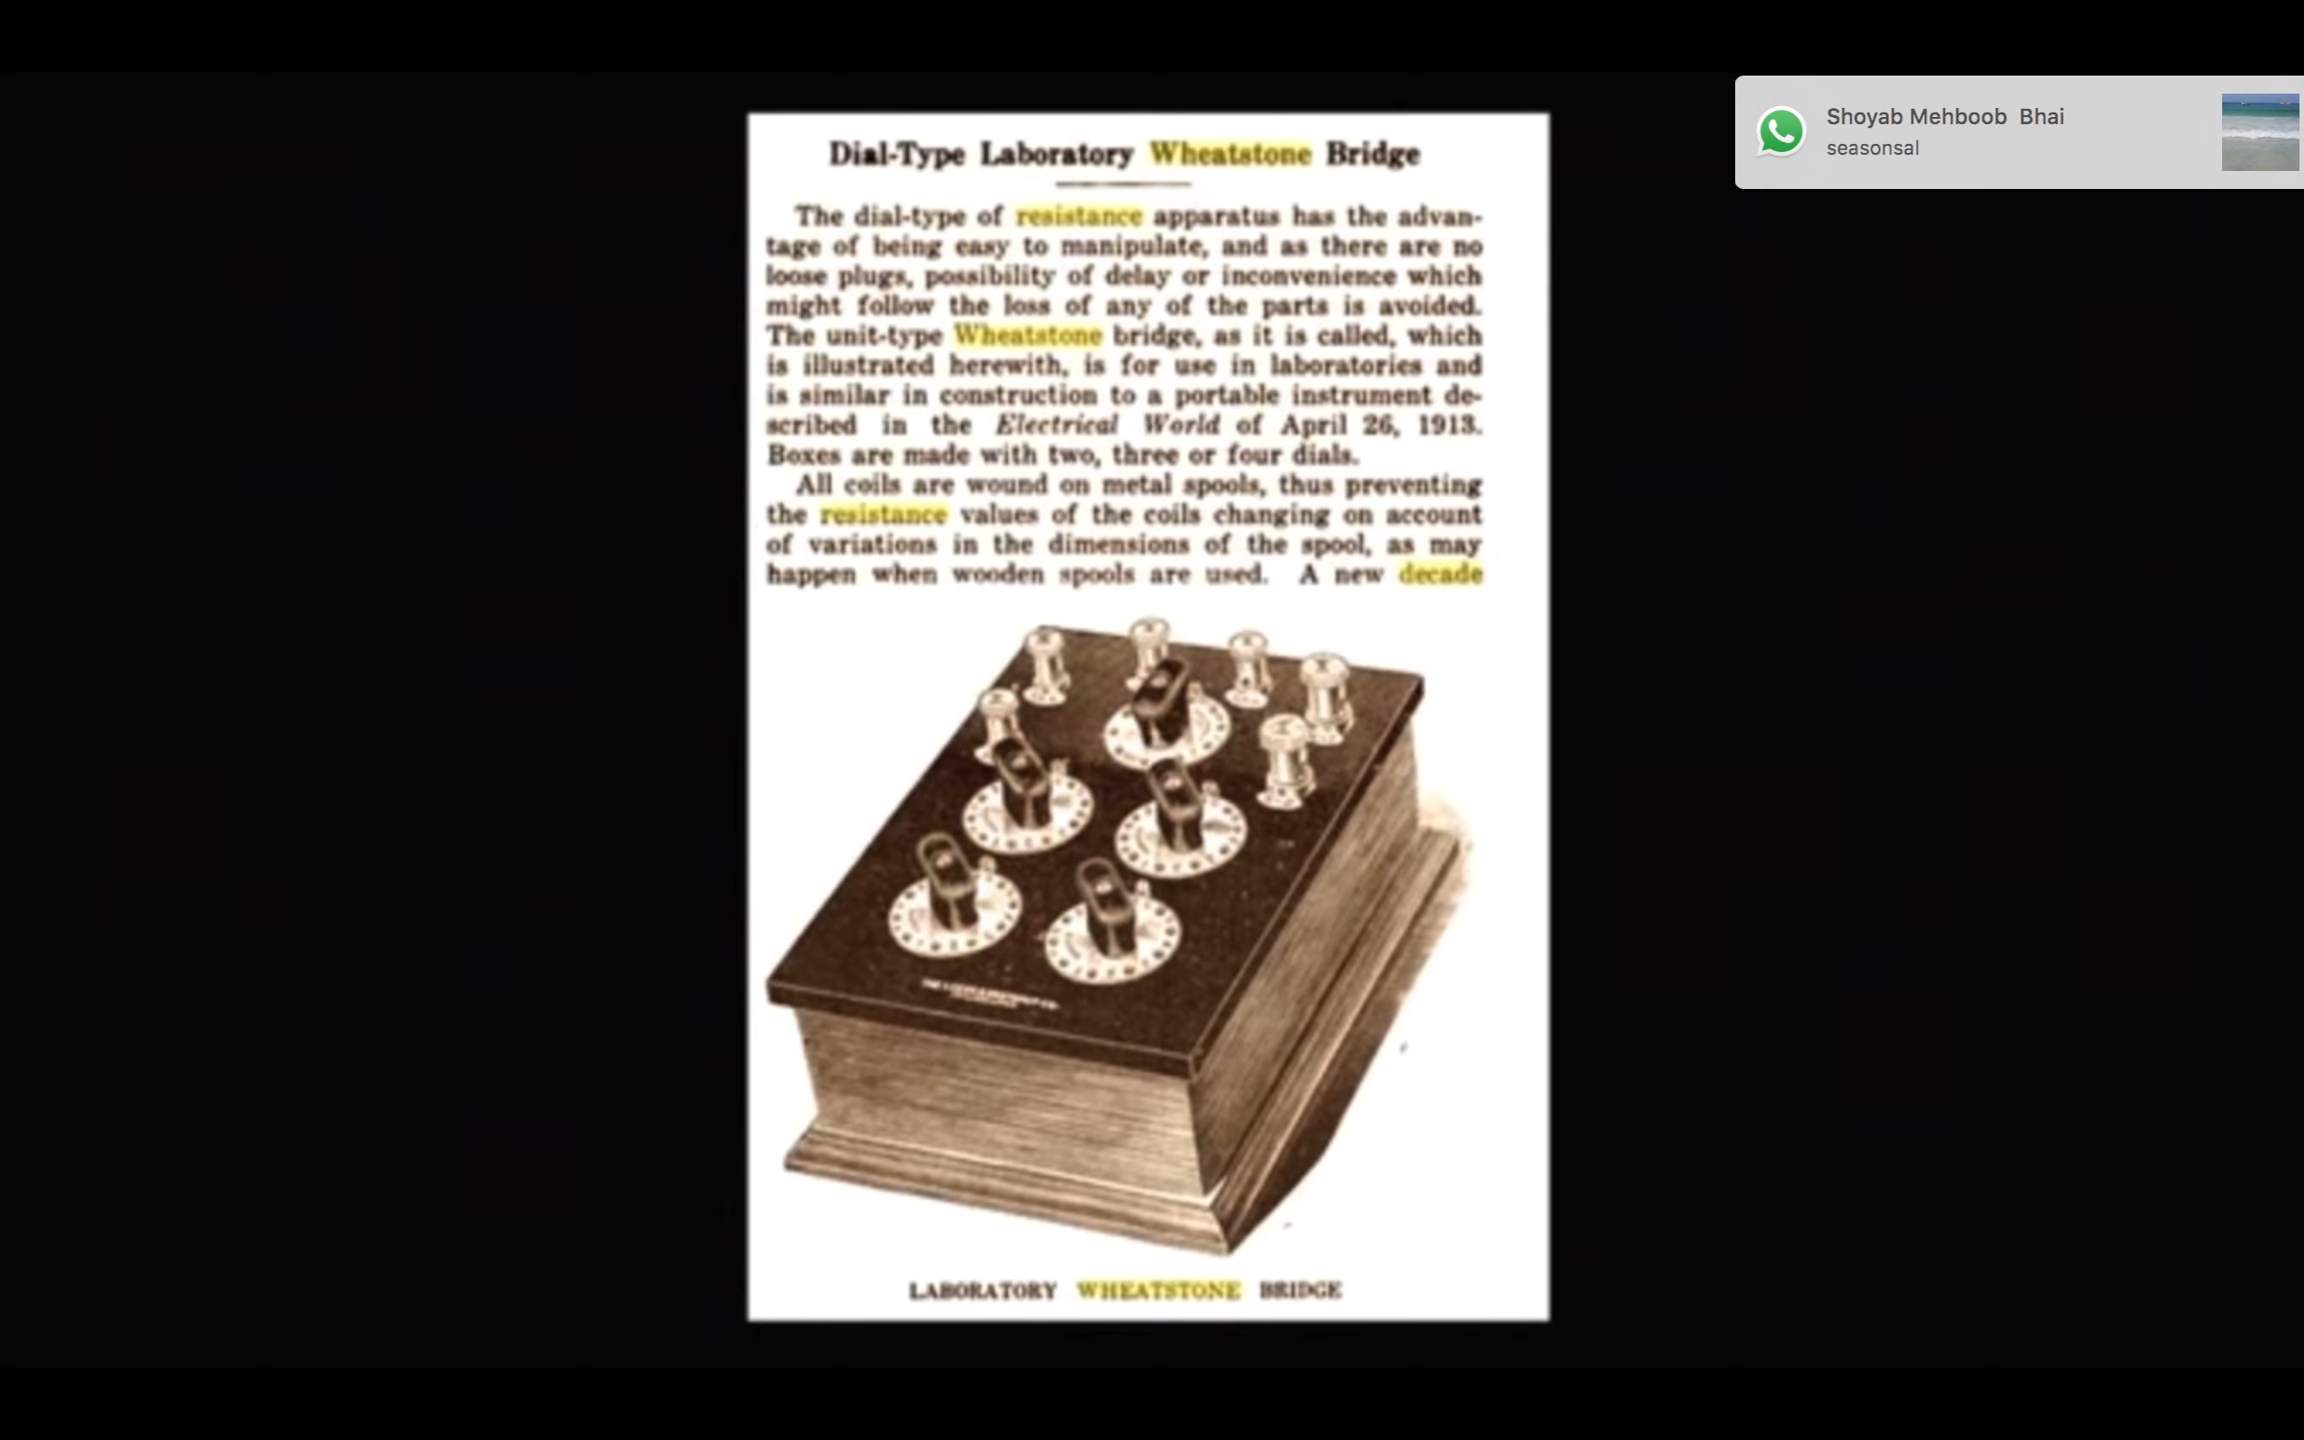 Dial-Type Laboratory Wheatstone Bridge
The dial-type of resistance apparatus has the advan-
tage of being easy to manipulate, and as there are no
loose plugs, possibility of delay or inconvenience which
might follow the loss of any of the parts is avoided.
The unit-type Wheatstone bridge, as it is called, which
is illustrated herewith, is for use in laboratories and
is similar in construction to a portable instrument de-
scribed in the Electrical World of April 26, 1913.
Boxes are made with two, three or four dials.
All coils are wound on metal spools, thus preventing
the resistance values of the coils changing on account
of variations in the dimensions of the spool, as may
happen when wooden spools are used. A new decade
LABORATORY WHEATSTONE BRIDGE
Shoyab Mehboob Bhai
seasonsal